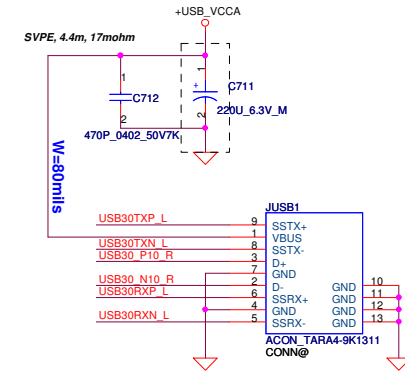 +USB_VCCA
SVPE, 4.4m, 17mohm
1
C712
2
470P_0402_50V7K
1
+
C711
2
220U_6.3V_M
W=80mils
JUSB1
USB30TXP_L 9 SSTX+
1 VBUS
USB30TXN_L 8 SSTX-
USB30_P10_R 3 D+
7 GND
USB30_N10_R 2 D- GND 10
USB30RXP_L 6 SSRX+ GND 11
4 GND GND 12
USB30RXN_L 5 SSRX- GND 13
ACON_TARA4-9K1311
CONN@